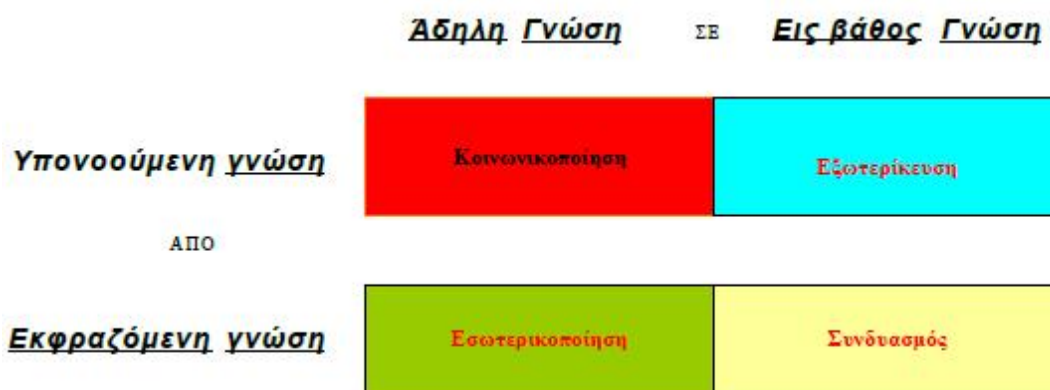 Άδηλη Γνώση ΣΕ Εις βάθος Γνώση
Υπονοούμενη γνώση Κοινωνικοποίηση Εξωτερίκευση
ΑΠΟ
Εκφραζόμενη γνώση Εσωτερικοποίηση Συνδυασμός